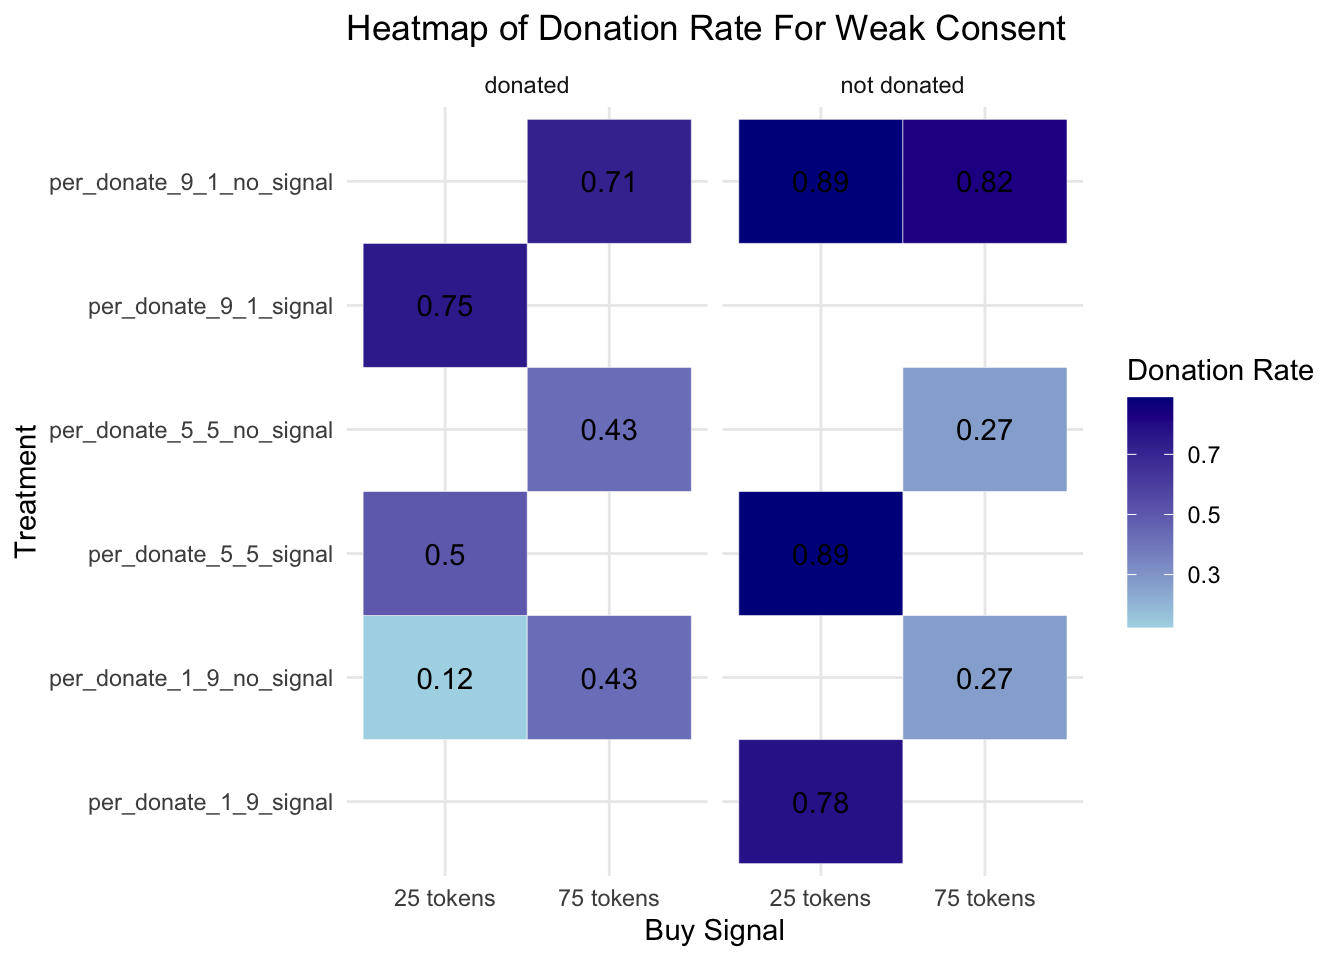 Heatmap of Donation Rate For Weak Consent
donated
not donated
per_donate_9_1_no_signal
0.71
0.89
0.82
per_donate_9_1_signal
0.75
per_donate_5_5_no_signal
0.43
0.27
per_donate_5_5_signal
0.5
0.89
per_donate_1_9_no_signal
0.12
0.43
0.27
per_donate_1_9_signal
0.78
25 tokens
75 tokens
25 tokens
75 tokens
Buy Signal
Treatment
Donation Rate
0.7
0.5
0.3